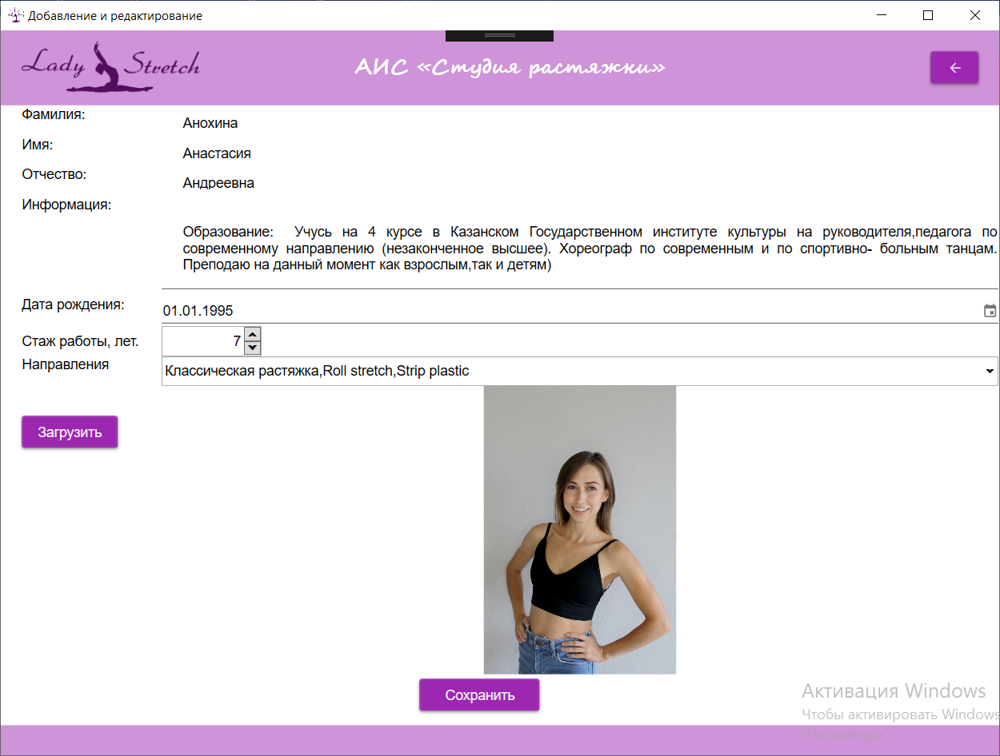 Добавление и редактирование
Lady Stretch
АИС «Студия растяжки»
Фамилия:
Анохина
Имя:
Анастасия
Отчество:
Андреевна
Информация:
Образование: Учусь на 4 курсе в Казанском Государственном институте культуры на руководителя,педагога по
современному направлению (незаконченное высшее). Хореограф по современным и по спортивно- больным танцам.
Преподаю на данный момент как взрослым,так и детям)
Дата рождения:
01.01.1995
Стаж работы, лет.
7
Направления
Классическая растяжка,Roll stretch,Strip plastic
Загрузить
Сохранить
Активация Windows
Чтобы активировать Windows
"Параметры"